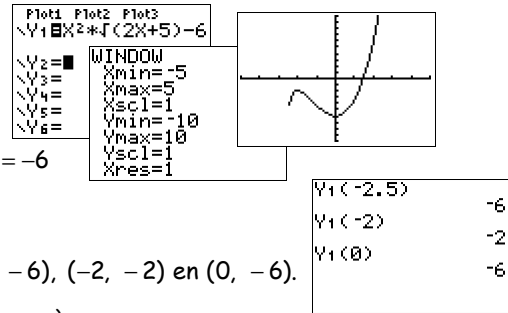 Plot1 Plot2 Plot3
\Y1=X²*√(2X+5)-6
\Y2=
\Y3=
\Y4=
\Y5=
\Y6=
WINDOW
Xmin=-5
Xmax=5
Xscl=1
Ymin=-10
Ymax=10
Yscl=1
Xres=1
= −6
Y1(-2.5)
-6
Y1(-2)
-2
Y1(0)
-6
− 6), (−2, − 2) en (0, − 6).